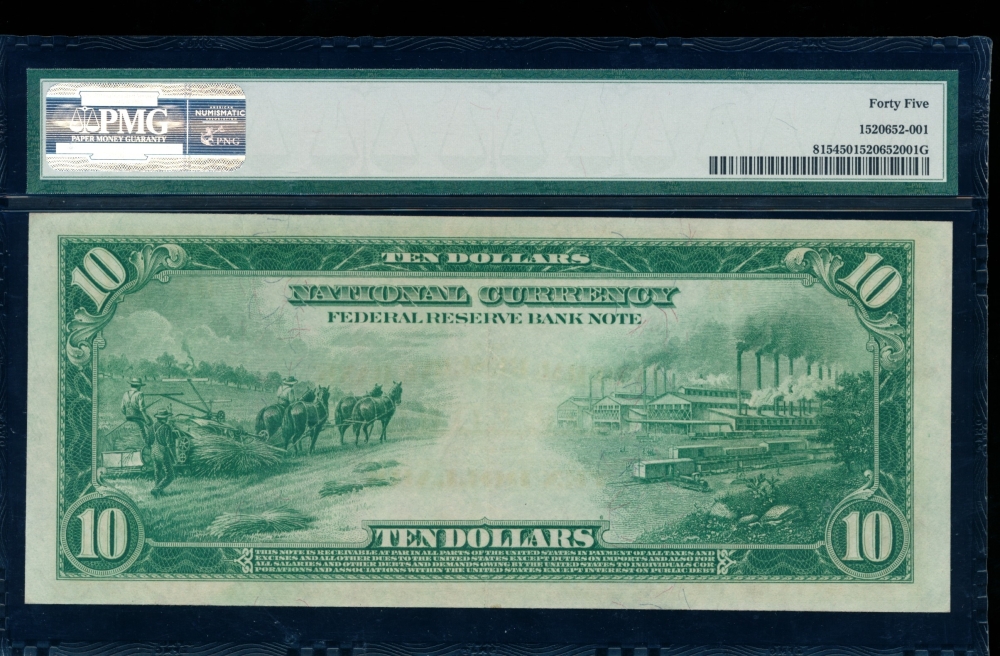 PMG
PAPER MONEY GUARANTY
AMERICAN
NUMISMATIC
PNG
Forty Five
1520652-001
8154501520652001G
10
TEN DOLLARS
10
NATIONAL CURRENCY
FEDERAL RESERVE BANK NOTE
10
TEN DOLLARS
10
THIS NOTE IS RECEIVABLE AT PAR IN ALL PARTS OF THE UNITED STATES IN PAYMENT OF ALL TAXES AND
EXCISES AND ALL OTHER DUES TO THE UNITED STATES EXCEPT DUTIES ON IMPORTS AND ALSO FOR
ALL SALARIES AND OTHER DEBTS AND DEMANDS OWING BY THE UNITED STATES TO INDIVIDUALS COR
PORATIONS AND ASSOCIATIONS WITHIN THE UNITED STATES EXCEPT INTEREST ON PUBLIC DEBT